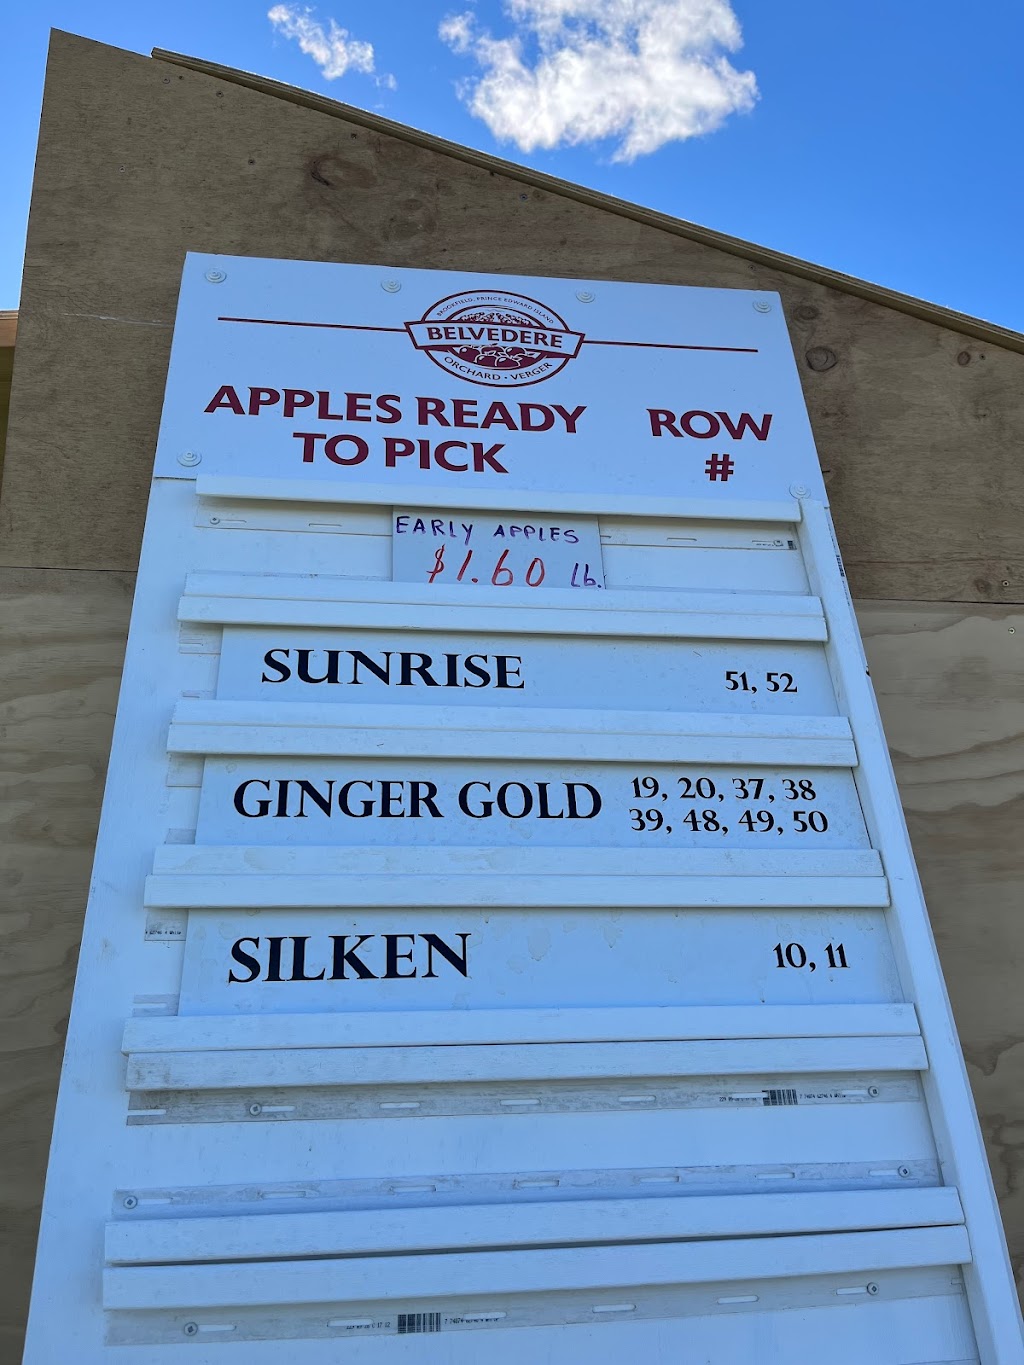 BROOKFIELD, PRINCE EDWARD ISLAND
BELVEDERE
ORCHARD • VERGER
APPLES READY
TO PICK
ROW
#
EARLY APPLES
$1.60 Lb.
SUNRISE 51, 52
GINGER GOLD 19, 20, 37, 38
39, 48, 49, 50
SILKEN 10, 11